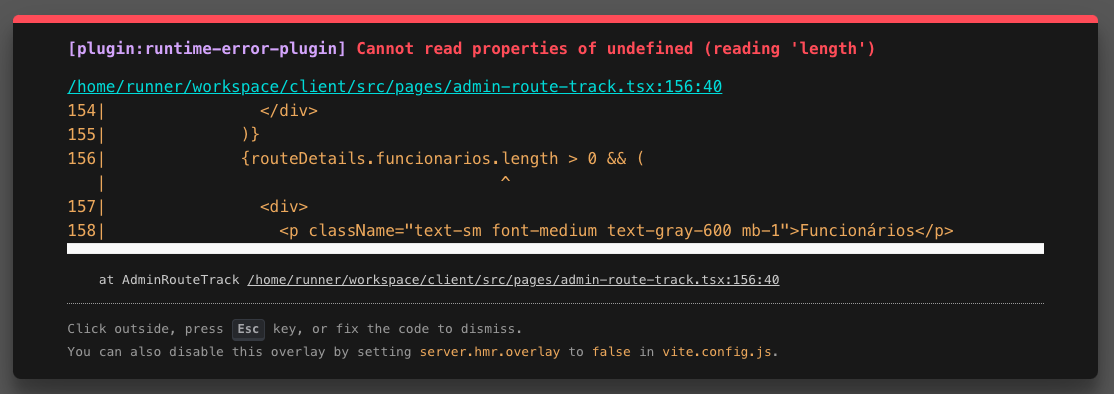 [plugin:runtime-error-plugin] Cannot read properties of undefined (reading 'length')
/home/runner/workspace/client/src/pages/admin-route-track.tsx:156:40
154|                </div>
155|              )}
156|              {routeDetails.funcionarios.length > 0 && (
   |                                        ^
157|                <div>
158|                  <p className="text-sm font-medium text-gray-600 mb-1">Funcionários</p>
at AdminRouteTrack /home/runner/workspace/client/src/pages/admin-route-track.tsx:156:40
Click outside, press Esc key, or fix the code to dismiss.
You can also disable this overlay by setting server.hmr.overlay to false in vite.config.js.